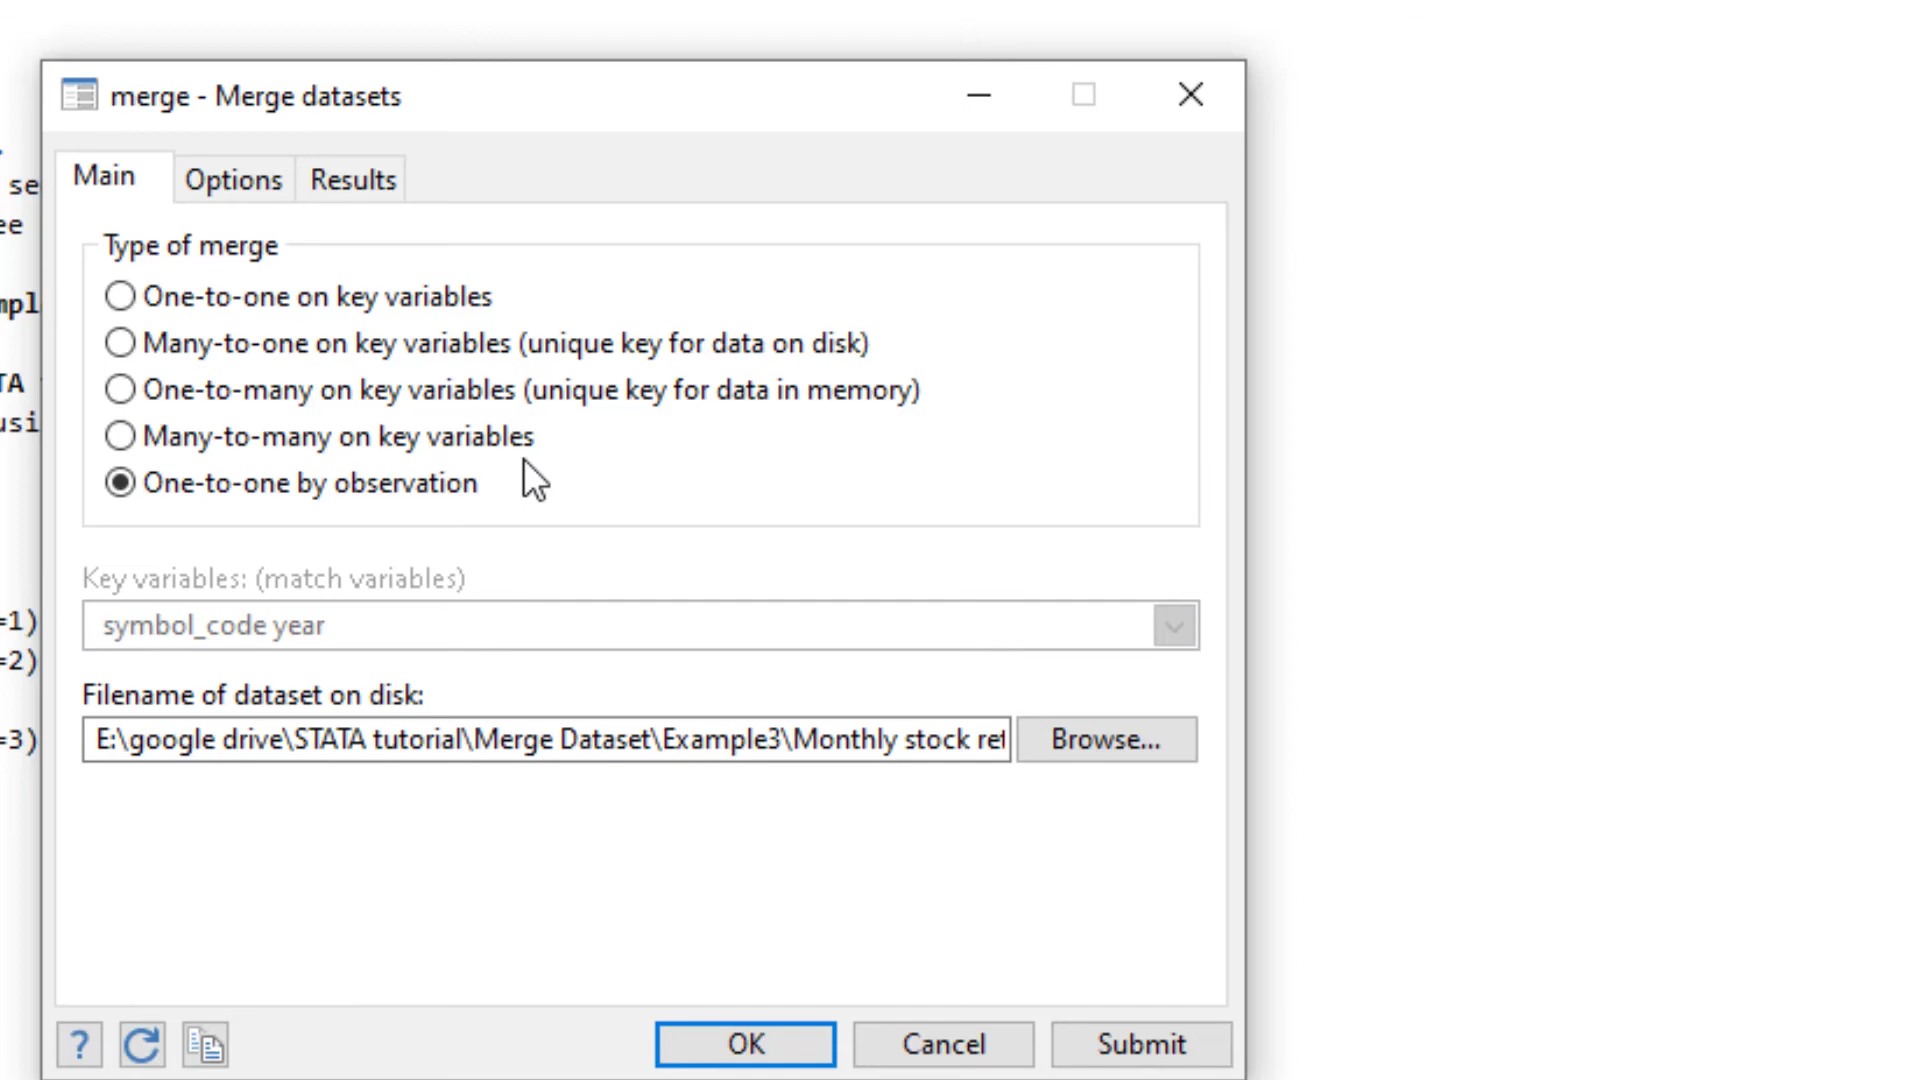 merge - Merge datasets
Main Options Results
se
ee
Type of merge
One-to-one on key variables
mpl
Many-to-one on key variables (unique key for data on disk)
TA
One-to-many on key variables (unique key for data in memory)
usi
Many-to-many on key variables
One-to-one by observation
Key variables: (match variables)
=1)
symbol_code year
=2)
Filename of dataset on disk:
=3)
E:\google drive\STATA tutorial\Merge Dataset\Example3\Monthly stock ret
Browse...
?
OK Cancel Submit